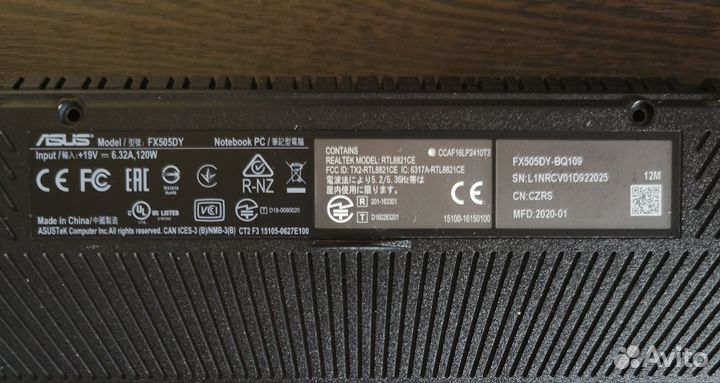 ASUS Model / 型號: FX505DY Notebook PC / 筆記型電腦
Input / 輸入: +19V ⎓ 6.32A,120W
FC CE EAC R-NZ
c UL US LISTED VCCI T D18-0090020
Made in China/中國製造
ASUSTeK Computer Inc.All rights reserved. CAN ICES-3 (B)/NMB-3(B) CT2 F3 15105-0627E100
CONTAINS CCAF16LP2410T3
REALTEK MODEL: RTL8821CE
FCC ID: TX2-RTL8821CE IC: 6317A-RTL8821CE
電波法により5.2/5.3GHz帯は
屋内使用に限ります。
R 201-163301
T D160283201
CE
15100-16150100
FX505DY-BQ109
SN:L1NRCV01D922025 12M
CN:CZRS
MFD:2020-01
Avito